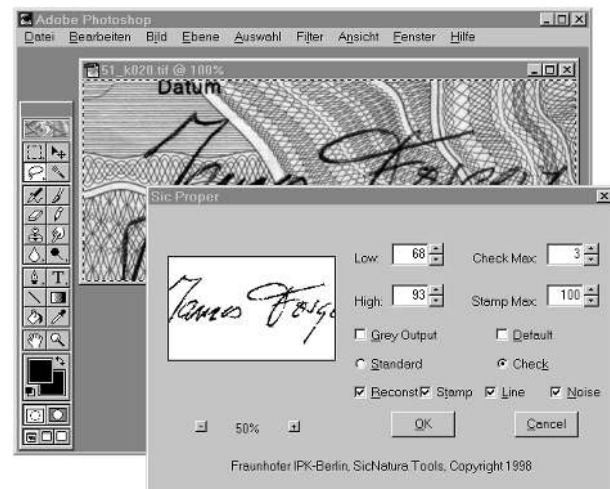 Adobe Photoshop
Datei Bearbeiten Bild Ebene Auswahl Filter Ansicht Fenster Hilfe
51_k020.tif @ 100%
Datum
Sic Proper
Low: 68 Check Max: 3
High: 93 Stamp Max: 100
Grey Output Default
Standard Check
Reconst Stamp Line Noise
James
- 50% + OK Cancel
Fraunhofer IPK-Berlin, SicNatura Tools, Copyright 1998